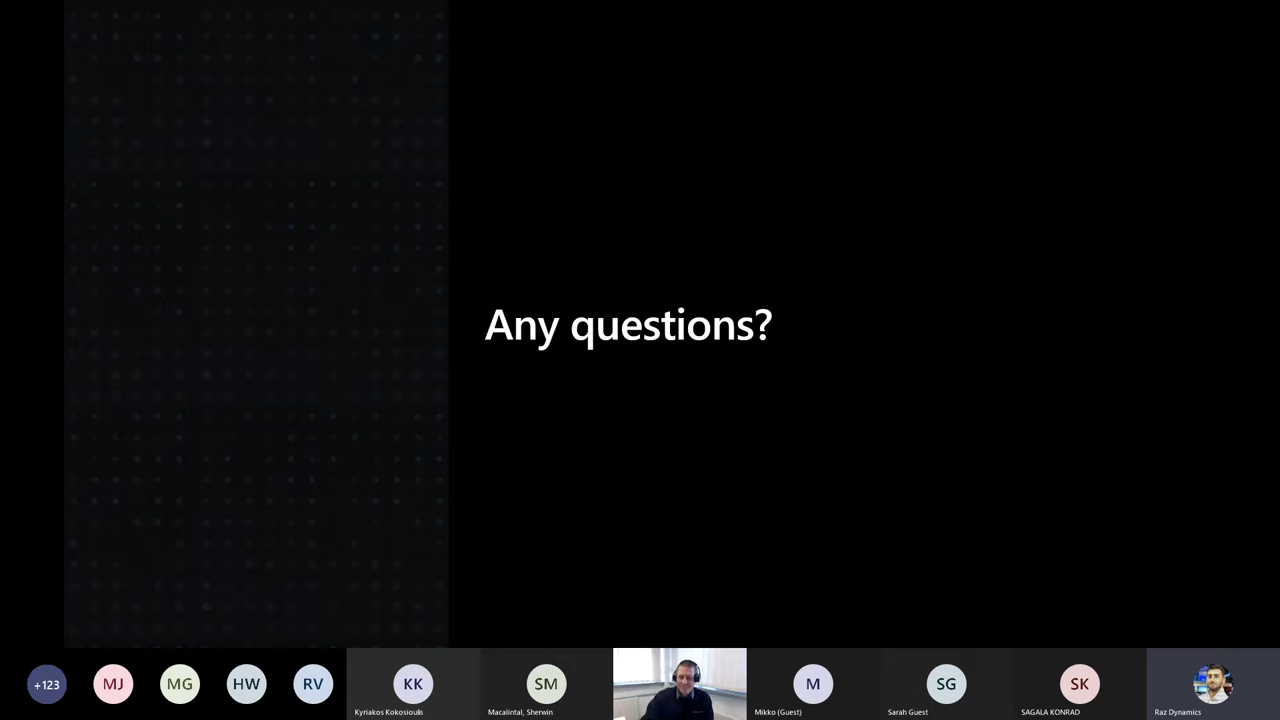 Any questions?
+123
MJ
MG
HW
RV
KK
Kyriakos Kokosioulis
SM
Macalintal, Sherwin
M
Mikko (Guest)
SG
Sarah Guest
SK
SAGALA KONRAD
Raz Dynamics